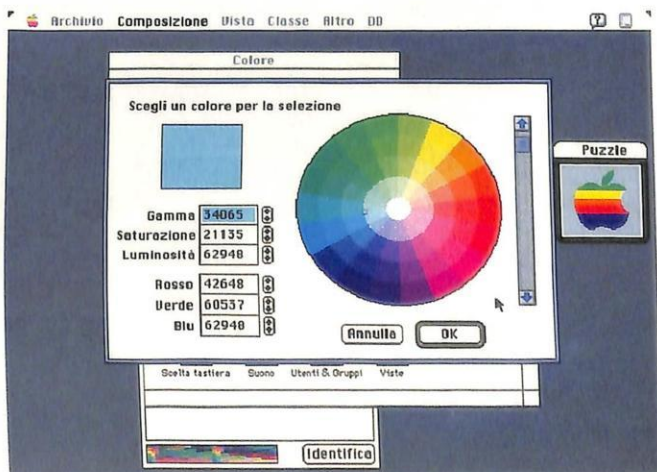 Archivio Composizione Vista Classe Altro DD
Colore
Scegli un colore per la selezione
Gamma 34065
Saturazione 21135
Luminosità 62948
Rosso 42648
Verde 60537
Blu 62948
Annulla OK
Puzzle
Scelta tastiera Suono Utenti & Gruppi Viste
Identifica